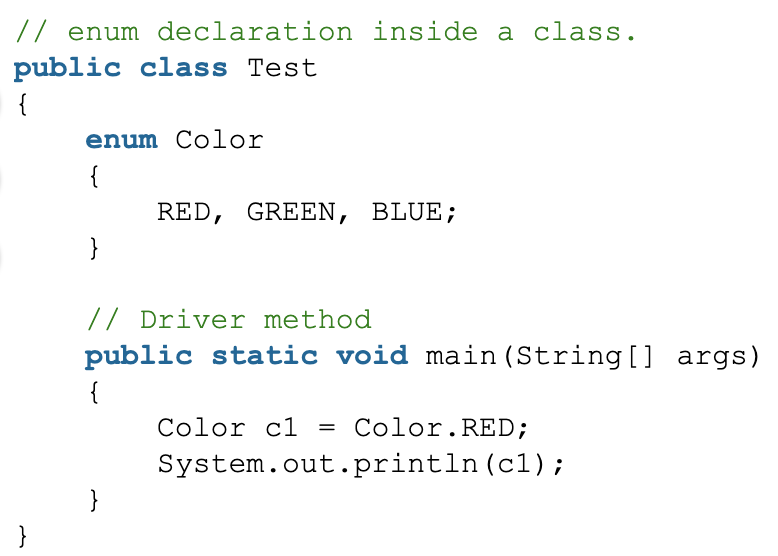 // enum declaration inside a class.
public class Test
{
    enum Color
    {
        RED, GREEN, BLUE;
    }

    // Driver method
    public static void main(String[] args)
    {
        Color c1 = Color.RED;
        System.out.println(c1);
    }
}